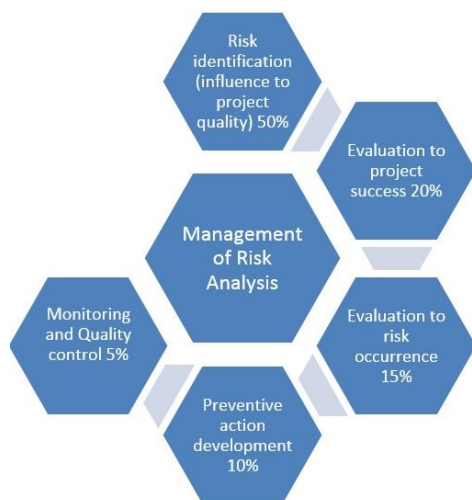 Risk
identification
(influence to
project
quality) 50%
Evaluation to
project
success 20%
Management
of Risk
Analysis
Monitoring
and Quality
control 5%
Evaluation to
risk
occurrence
15%
Preventive
action
development
10%